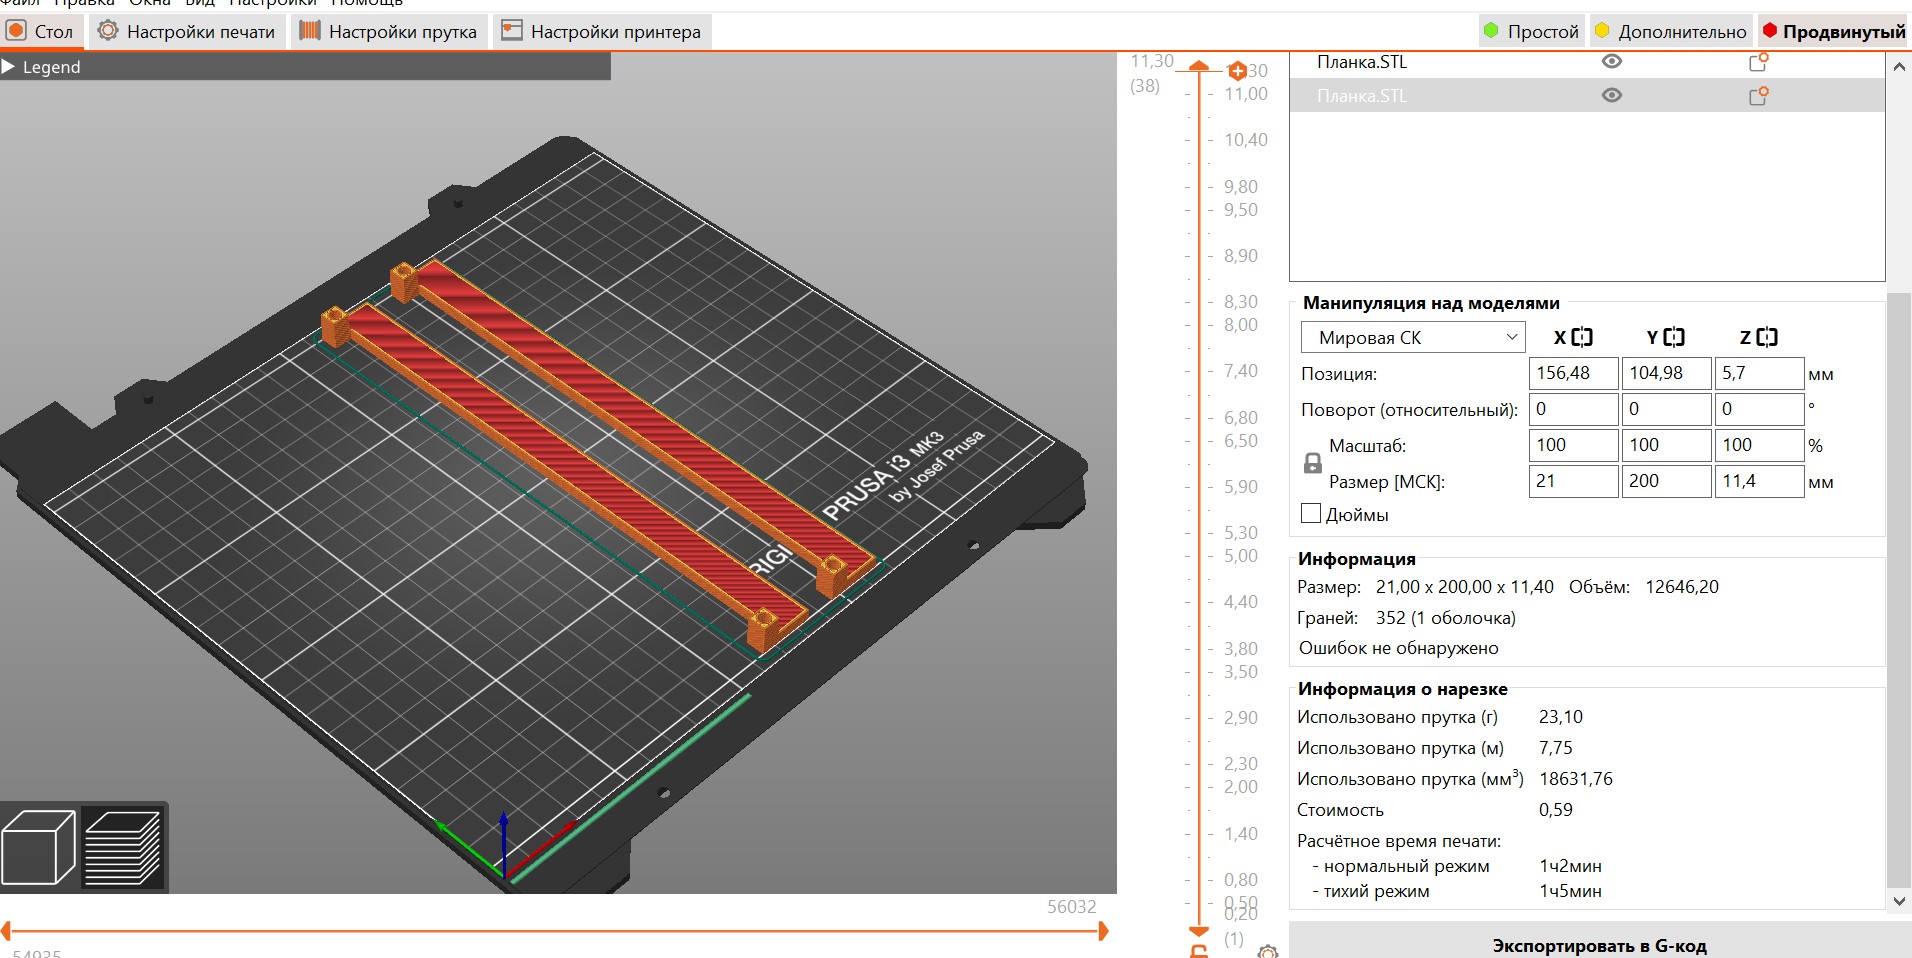 Файл Правка Окна Вид Настройки Помощь
Стол Настройки печати Настройки прутка Настройки принтера Простой Дополнительно Продвинутый
Legend
PRUSA i3 MK3
by Josef Prusa
RIGI
11,30
(38)
11,00
10,40
9,80
9,50
8,90
8,30
8,00
7,40
6,80
6,50
5,90
5,30
5,00
4,40
3,80
3,50
2,90
2,30
2,00
1,40
0,80
0,50
0,20
(1)
56032
54935
Планка.STL
Планка.STL
Манипуляция над моделями
Мировая СК X Y Z
Позиция: 156,48 104,98 5,7 мм
Поворот (относительный): 0 0 0 °
Масштаб: 100 100 100 %
Размер [МСК]: 21 200 11,4 мм
Дюймы
Информация
Размер: 21,00 x 200,00 x 11,40 Объём: 12646,20
Граней: 352 (1 оболочка)
Ошибок не обнаружено
Информация о нарезке
Использовано прутка (г) 23,10
Использовано прутка (м) 7,75
Использовано прутка (мм³) 18631,76
Стоимость 0,59
Расчётное время печати:
- нормальный режим 1ч2мин
- тихий режим 1ч5мин
Экспортировать в G-код